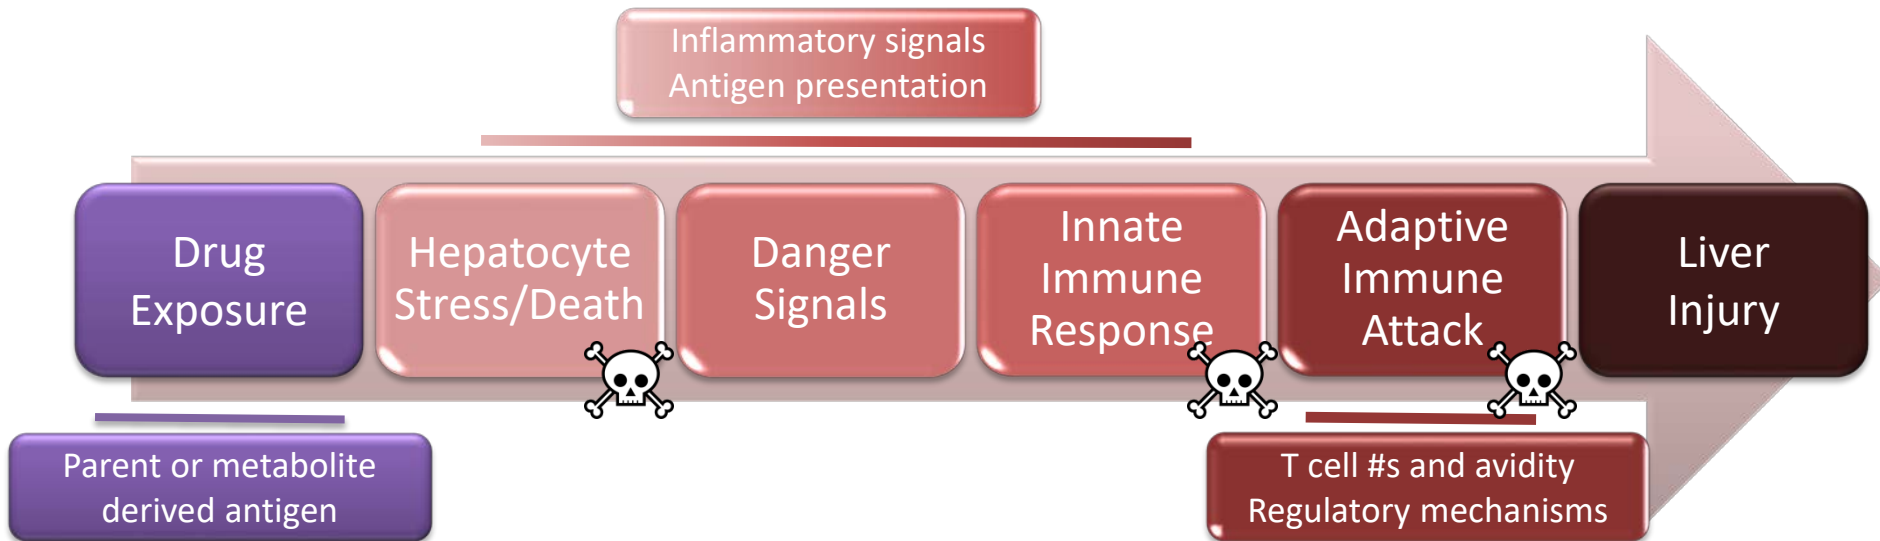 Inflammatory signals
Antigen presentation
Drug
Exposure
Hepatocyte
Stress/Death
Danger
Signals
Innate
Immune
Response
Adaptive
Immune
Attack
Liver
Injury
Parent or metabolite
derived antigen
T cell #s and avidity
Regulatory mechanisms